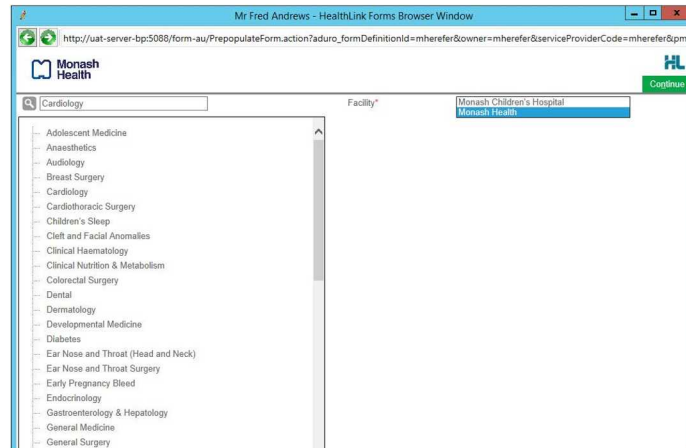 Mr Fred Andrews - HealthLink Forms Browser Window
http://uat-server-bp:5088/form-au/PrepopulateForm.action?aduro_formDefinitionId=mherefer&owner=mherefer&serviceProviderCode=mherefer&pm
Monash
Health
HL
Continue
Cardiology
Facility*
Monash Children's Hospital
Monash Health
Adolescent Medicine
Anaesthetics
Audiology
Breast Surgery
Cardiology
Cardiothoracic Surgery
Children's Sleep
Cleft and Facial Anomalies
Clinical Haematology
Clinical Nutrition & Metabolism
Colorectal Surgery
Dental
Dermatology
Developmental Medicine
Diabetes
Ear Nose and Throat (Head and Neck)
Ear Nose and Throat Surgery
Early Pregnancy Bleed
Endocrinology
Gastroenterology & Hepatology
General Medicine
General Surgery